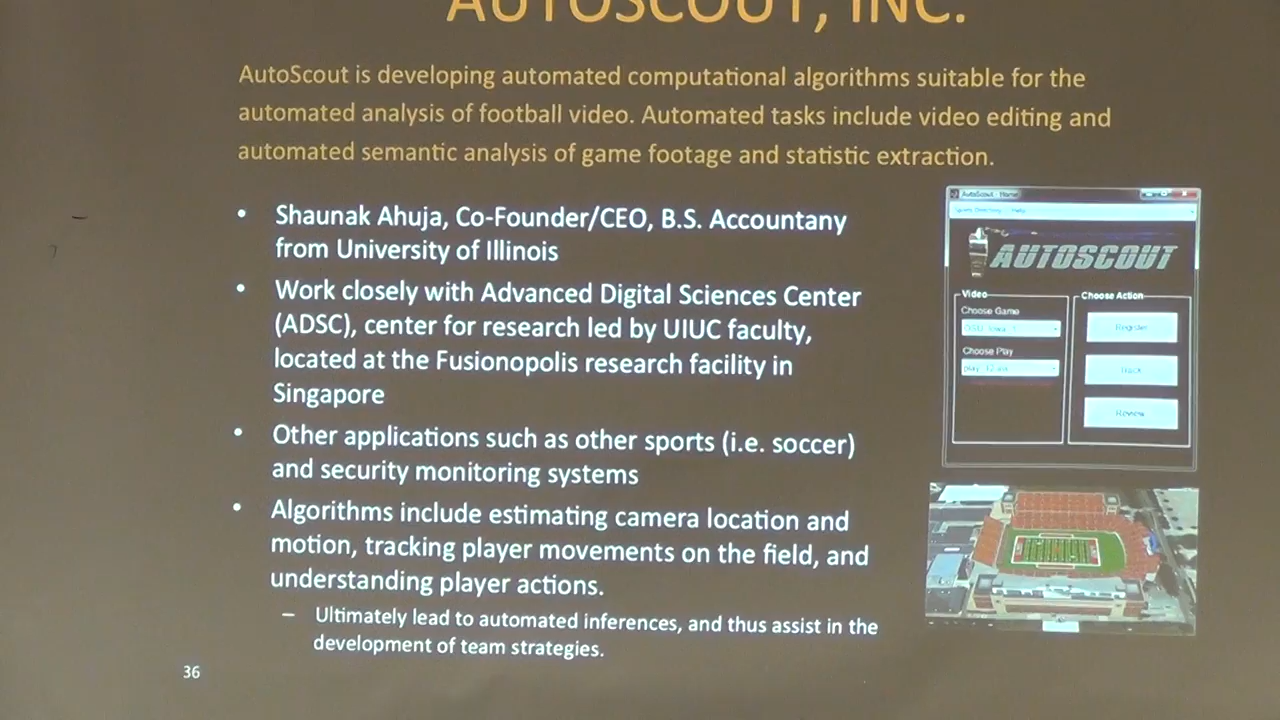 AUTOSCOUT, INC.
AutoScout is developing automated computational algorithms suitable for the
automated analysis of football video. Automated tasks include video editing and
automated semantic analysis of game footage and statistic extraction.
• Shaunak Ahuja, Co-Founder/CEO, B.S. Accountany
from University of Illinois
• Work closely with Advanced Digital Sciences Center
(ADSC), center for research led by UIUC faculty,
located at the Fusionopolis research facility in
Singapore
• Other applications such as other sports (i.e. soccer)
and security monitoring systems
• Algorithms include estimating camera location and
motion, tracking player movements on the field, and
understanding player actions.
– Ultimately lead to automated inferences, and thus assist in the
development of team strategies.
36
AutoScout - Home
Help
AUTOSCOUT
Video
Choose Game
Choose Play
Choose Action
Register
Track
Review